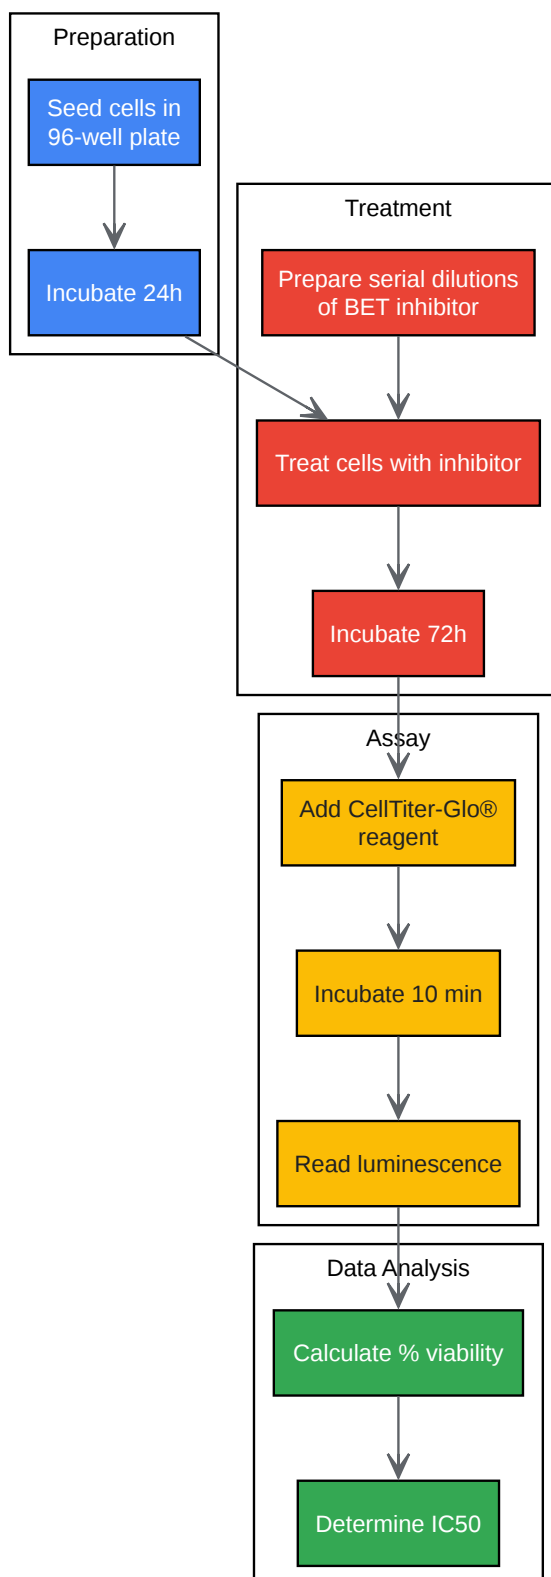 Preparation
Seed cells in
96-well plate
Incubate 24h
Treatment
Prepare serial dilutions
of BET inhibitor
Treat cells with inhibitor
Incubate 72h
Assay
Add CellTiter-Glo®
reagent
Incubate 10 min
Read luminescence
Data Analysis
Calculate % viability
Determine IC50